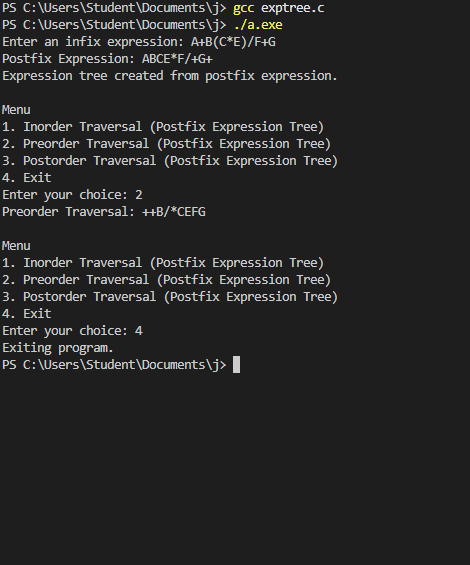 PS C:\Users\Student\Documents\j> gcc exptree.c
PS C:\Users\Student\Documents\j> ./a.exe
Enter an infix expression: A+B(C*E)/F+G
Postfix Expression: ABCE*F/+G+
Expression tree created from postfix expression.

Menu
1. Inorder Traversal (Postfix Expression Tree)
2. Preorder Traversal (Postfix Expression Tree)
3. Postorder Traversal (Postfix Expression Tree)
4. Exit
Enter your choice: 2
Preorder Traversal: ++B/*CEFG

Menu
1. Inorder Traversal (Postfix Expression Tree)
2. Preorder Traversal (Postfix Expression Tree)
3. Postorder Traversal (Postfix Expression Tree)
4. Exit
Enter your choice: 4
Exiting program.
PS C:\Users\Student\Documents\j>